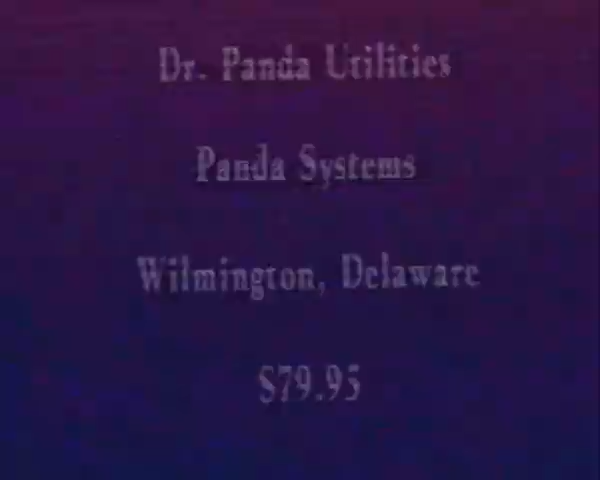 Dr. Panda Utilities
Panda Systems
Wilmington, Delaware
$79.95